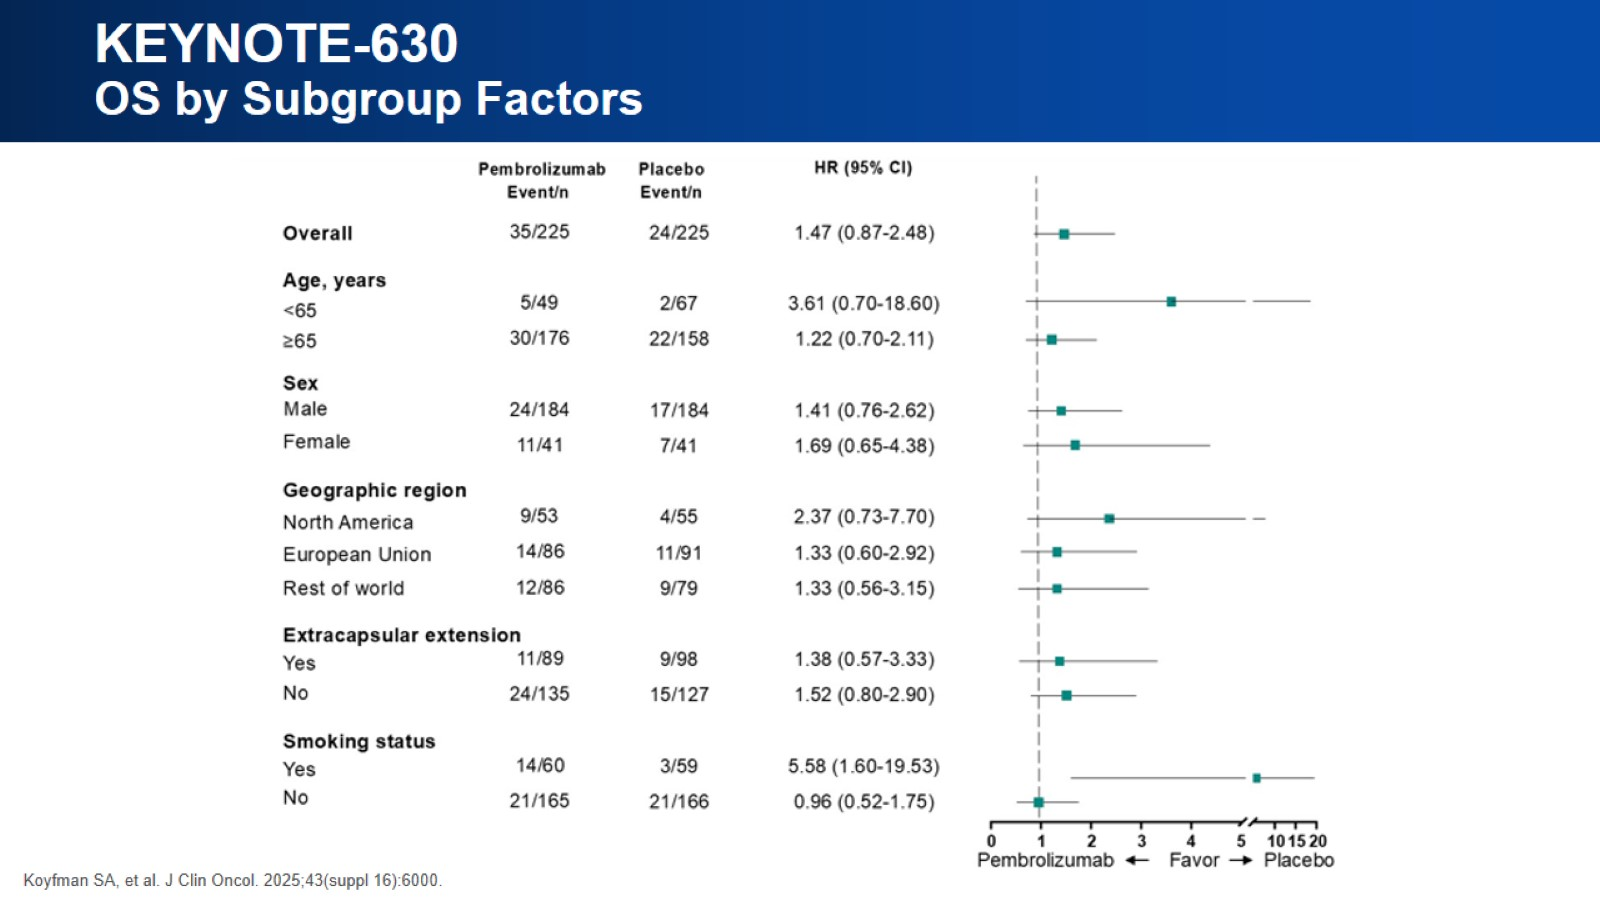 KEYNOTE-630
OS by Subgroup Factors
Pembrolizumab Placebo HR (95% CI)
Event/n Event/n
Overall 35/225 24/225 1.47 (0.87-2.48)
Age, years
<65 5/49 2/67 3.61 (0.70-18.60)
≥65 30/176 22/158 1.22 (0.70-2.11)
Sex
Male 24/184 17/184 1.41 (0.76-2.62)
Female 11/41 7/41 1.69 (0.65-4.38)
Geographic region
North America 9/53 4/55 2.37 (0.73-7.70)
European Union 14/86 11/91 1.33 (0.60-2.92)
Rest of world 12/86 9/79 1.33 (0.56-3.15)
Extracapsular extension
Yes 11/89 9/98 1.38 (0.57-3.33)
No 24/135 15/127 1.52 (0.80-2.90)
Smoking status
Yes 14/60 3/59 5.58 (1.60-19.53)
No 21/165 21/166 0.96 (0.52-1.75)
0 1 2 3 4 5 10 15 20
Pembrolizumab ← Favor → Placebo
Koyfman SA, et al. J Clin Oncol. 2025;43(suppl 16):6000.